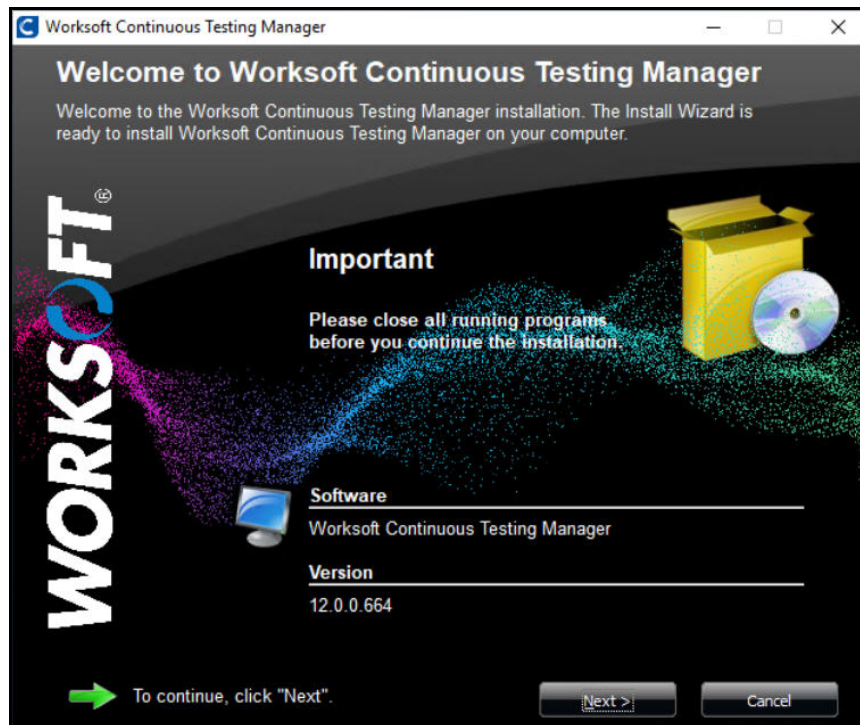 Worksoft Continuous Testing Manager
Welcome to Worksoft Continuous Testing Manager
Welcome to the Worksoft Continuous Testing Manager installation. The Install Wizard is
ready to install Worksoft Continuous Testing Manager on your computer.
WORKSOFT®
Important
Please close all running programs
before you continue the installation.
Software
Worksoft Continuous Testing Manager
Version
12.0.0.664
To continue, click "Next".
Next >
Cancel